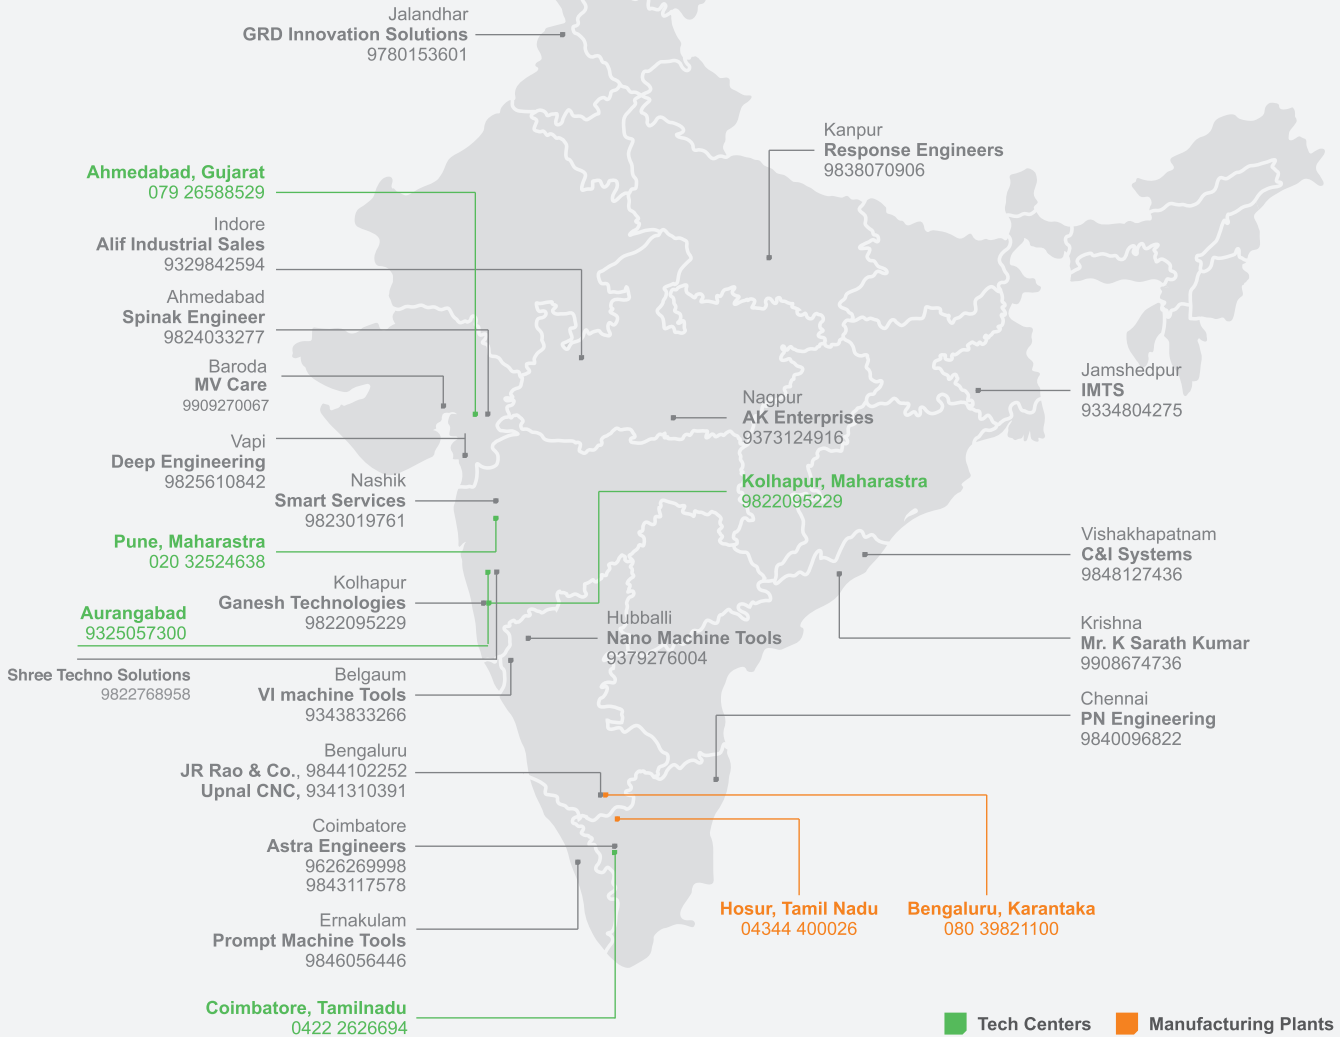 Jalandhar
GRD Innovation Solutions
9780153601
Kanpur
Response Engineers
9838070906
Ahmedabad, Gujarat
079 26588529
Indore
Alif Industrial Sales
9329842594
Ahmedabad
Spinak Engineer
9824033277
Baroda
MV Care
9909270067
Jamshedpur
IMTS
9334804275
Nagpur
AK Enterprises
9373124916
Vapi
Deep Engineering
9825610842
Nashik
Smart Services
9823019761
Kolhapur, Maharastra
9822095229
Pune, Maharastra
020 32524638
Vishakhapatnam
C&I Systems
9848127436
Kolhapur
Ganesh Technologies
9822095229
Aurangabad
9325057300
Hubballi
Nano Machine Tools
9379276004
Krishna
Mr. K Sarath Kumar
9908674736
Shree Techno Solutions
9822768958
Belgaum
VI machine Tools
9343833266
Chennai
PN Engineering
9840096822
Bengaluru
JR Rao & Co., 9844102252
Upnal CNC, 9341310391
Coimbatore
Astra Engineers
9626269998
9843117578
Hosur, Tamil Nadu
04344 400026
Bengaluru, Karantaka
080 39821100
Ernakulam
Prompt Machine Tools
9846056446
Coimbatore, Tamilnadu
0422 2626694
Tech Centers
Manufacturing Plants